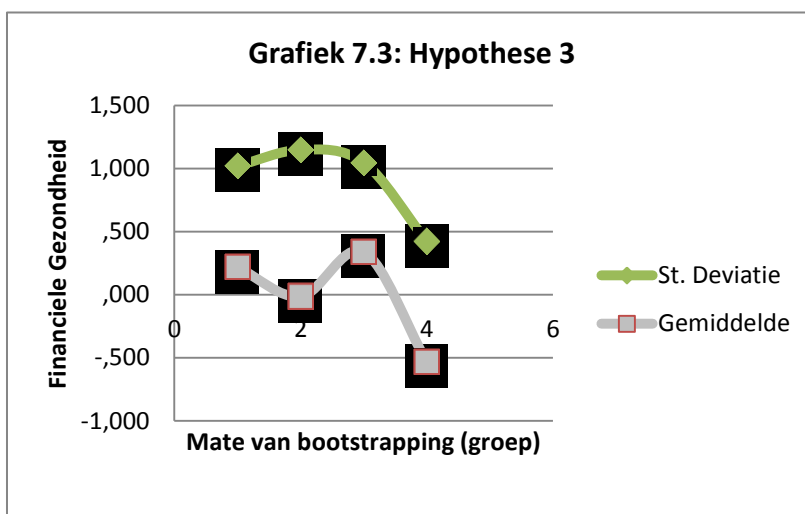 Grafiek 7.3: Hypothese 3
Financiele Gezondheid
1,500
1,000
,500
,000
-,500
-1,000
0
2
4
6
Mate van bootstrapping (groep)
St. Deviatie
Gemiddelde